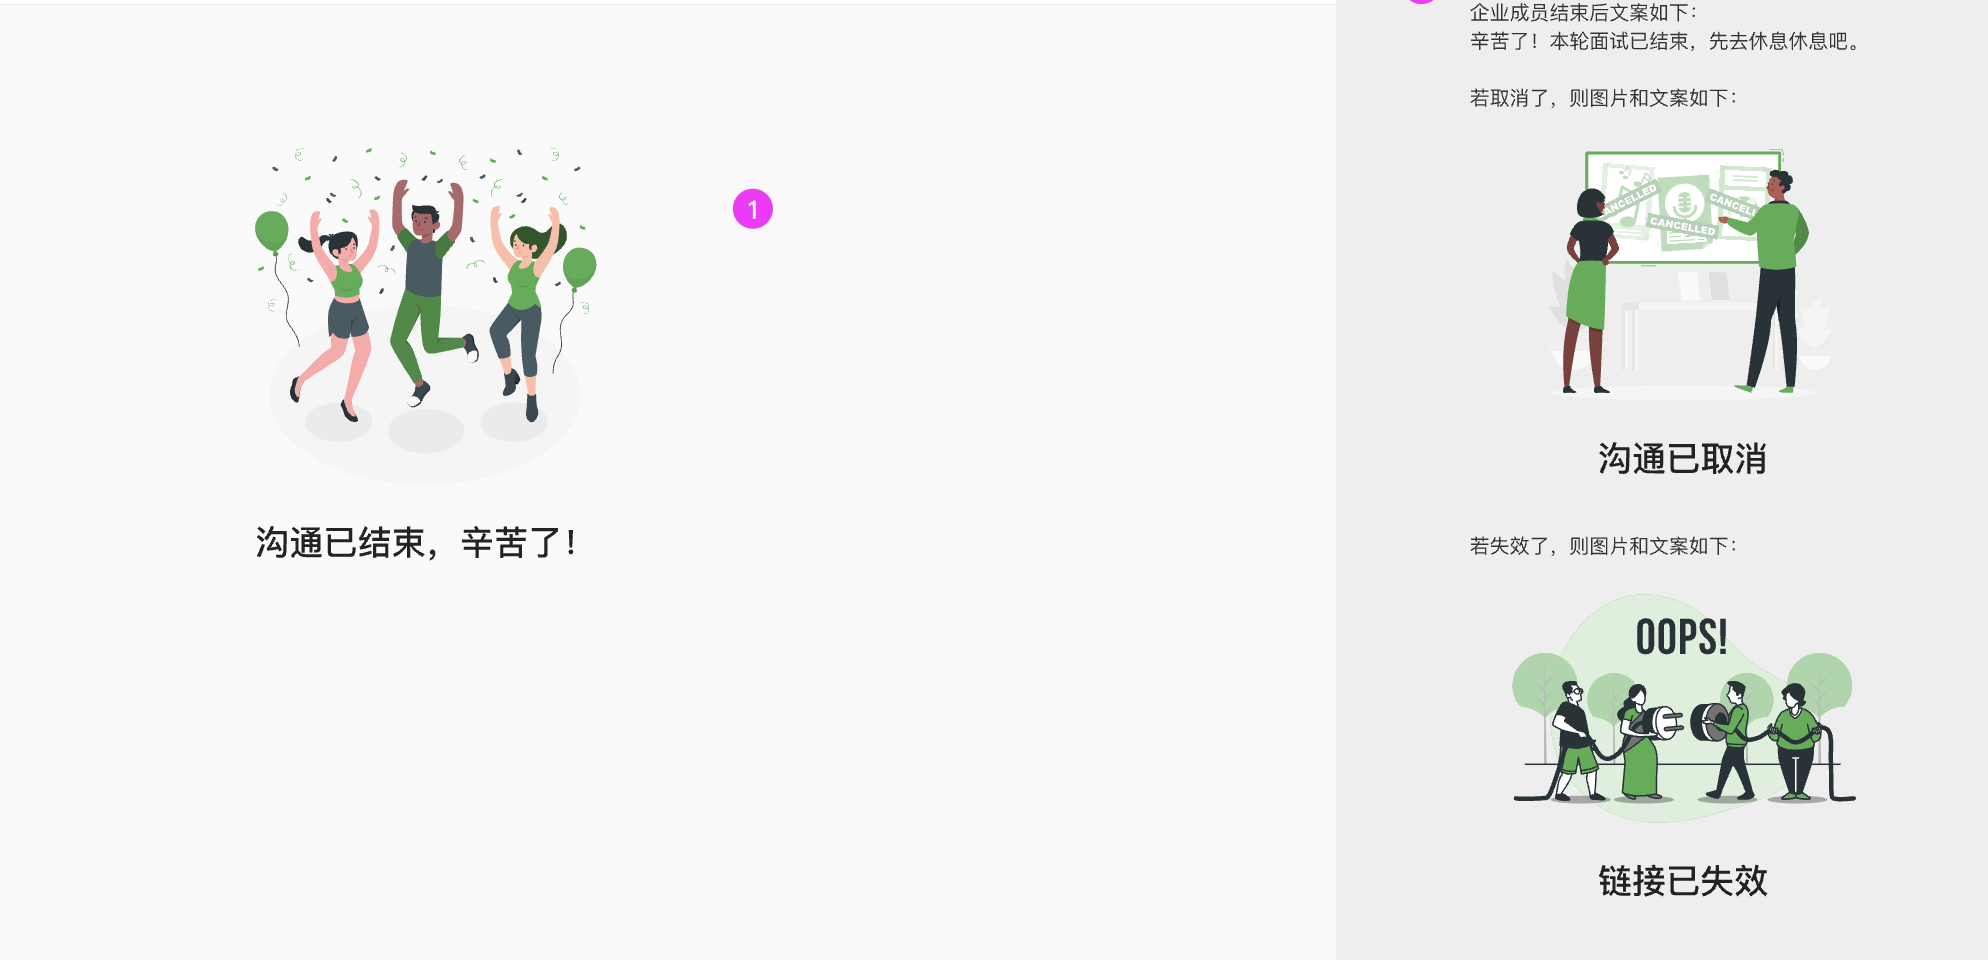 沟通已结束，辛苦了！
1
企业成员结束后文案如下：
辛苦了！本轮面试已结束，先去休息休息吧。
若取消了，则图片和文案如下：
CANCELLED
CANCELLED
沟通已取消
若失效了，则图片和文案如下：
OOPS!
链接已失效